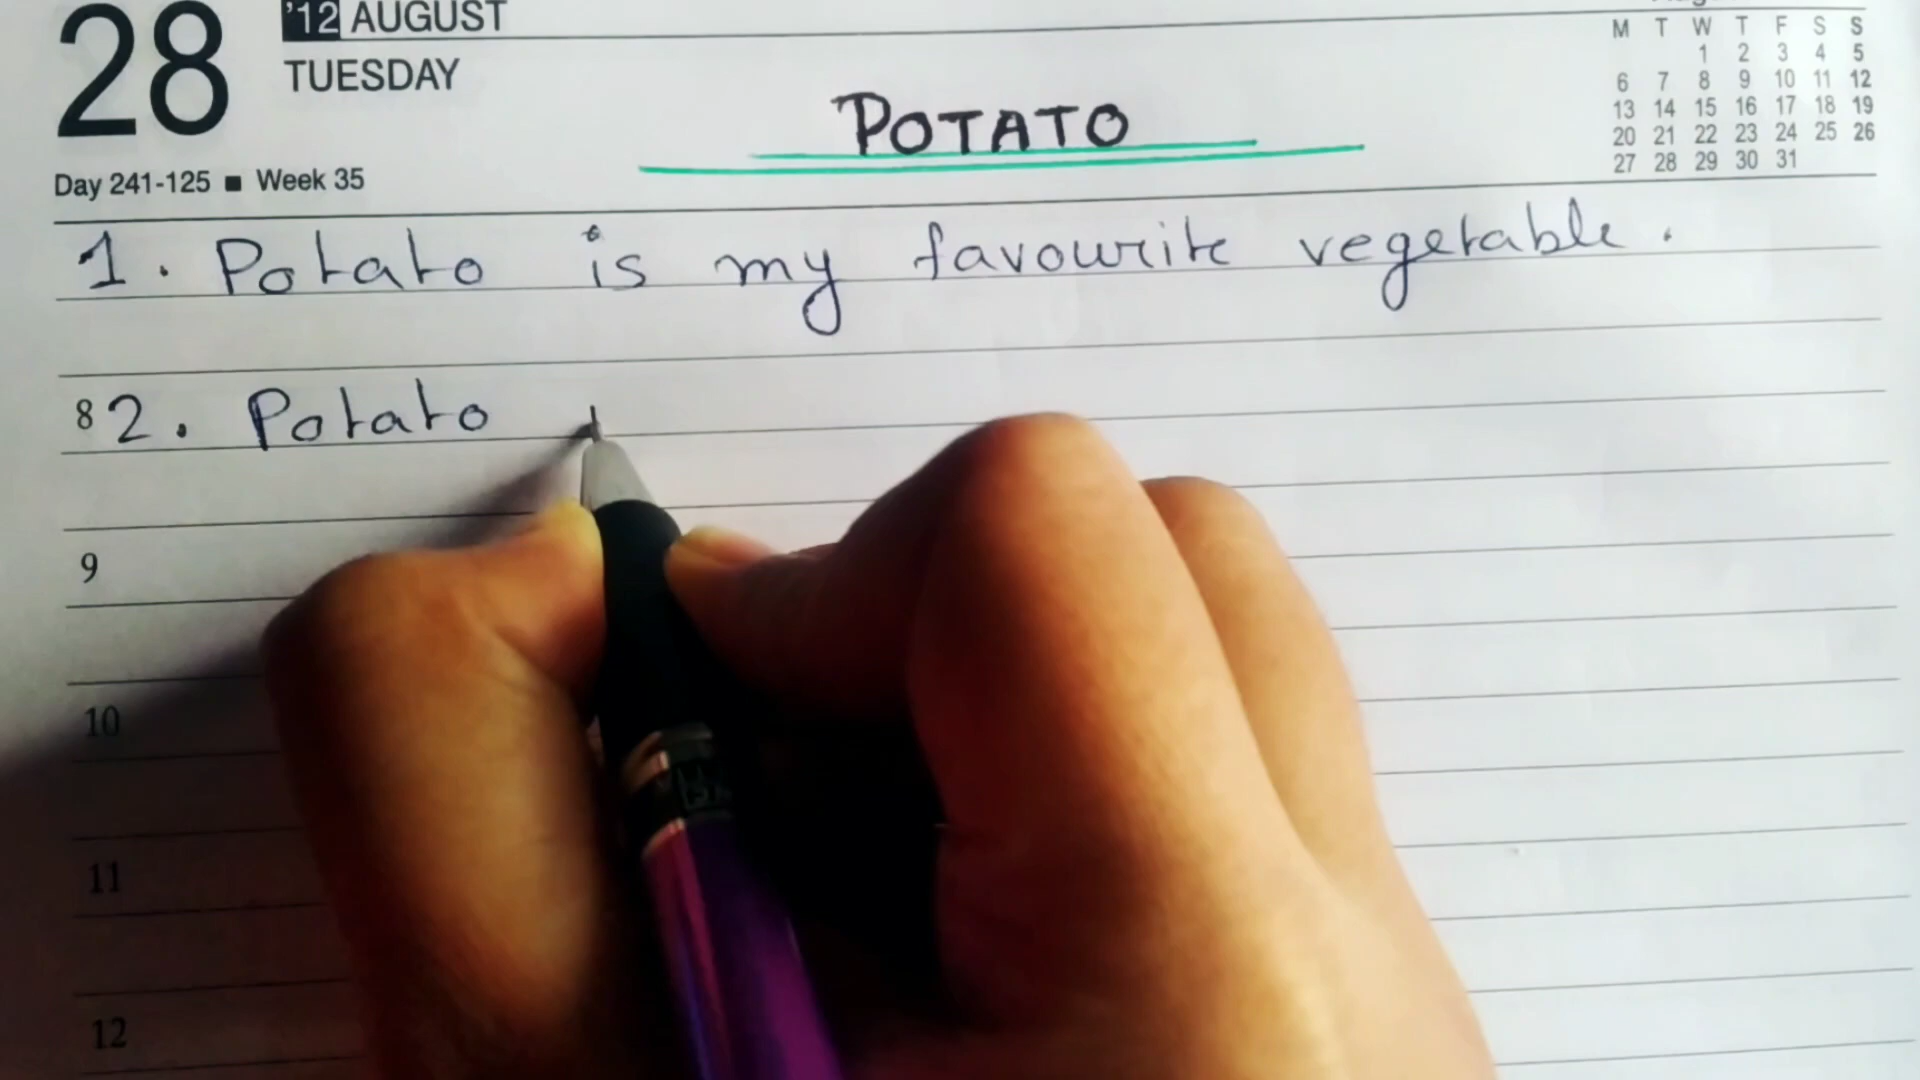 28
'12 AUGUST
TUESDAY
Day 241-125 ■ Week 35
POTATO
M T W T F S S
1 2 3 4 5
6 7 8 9 10 11 12
13 14 15 16 17 18 19
20 21 22 23 24 25 26
27 28 29 30 31
1. Potato is my favourite vegetable.
8
2. Potato
9
10
11
12